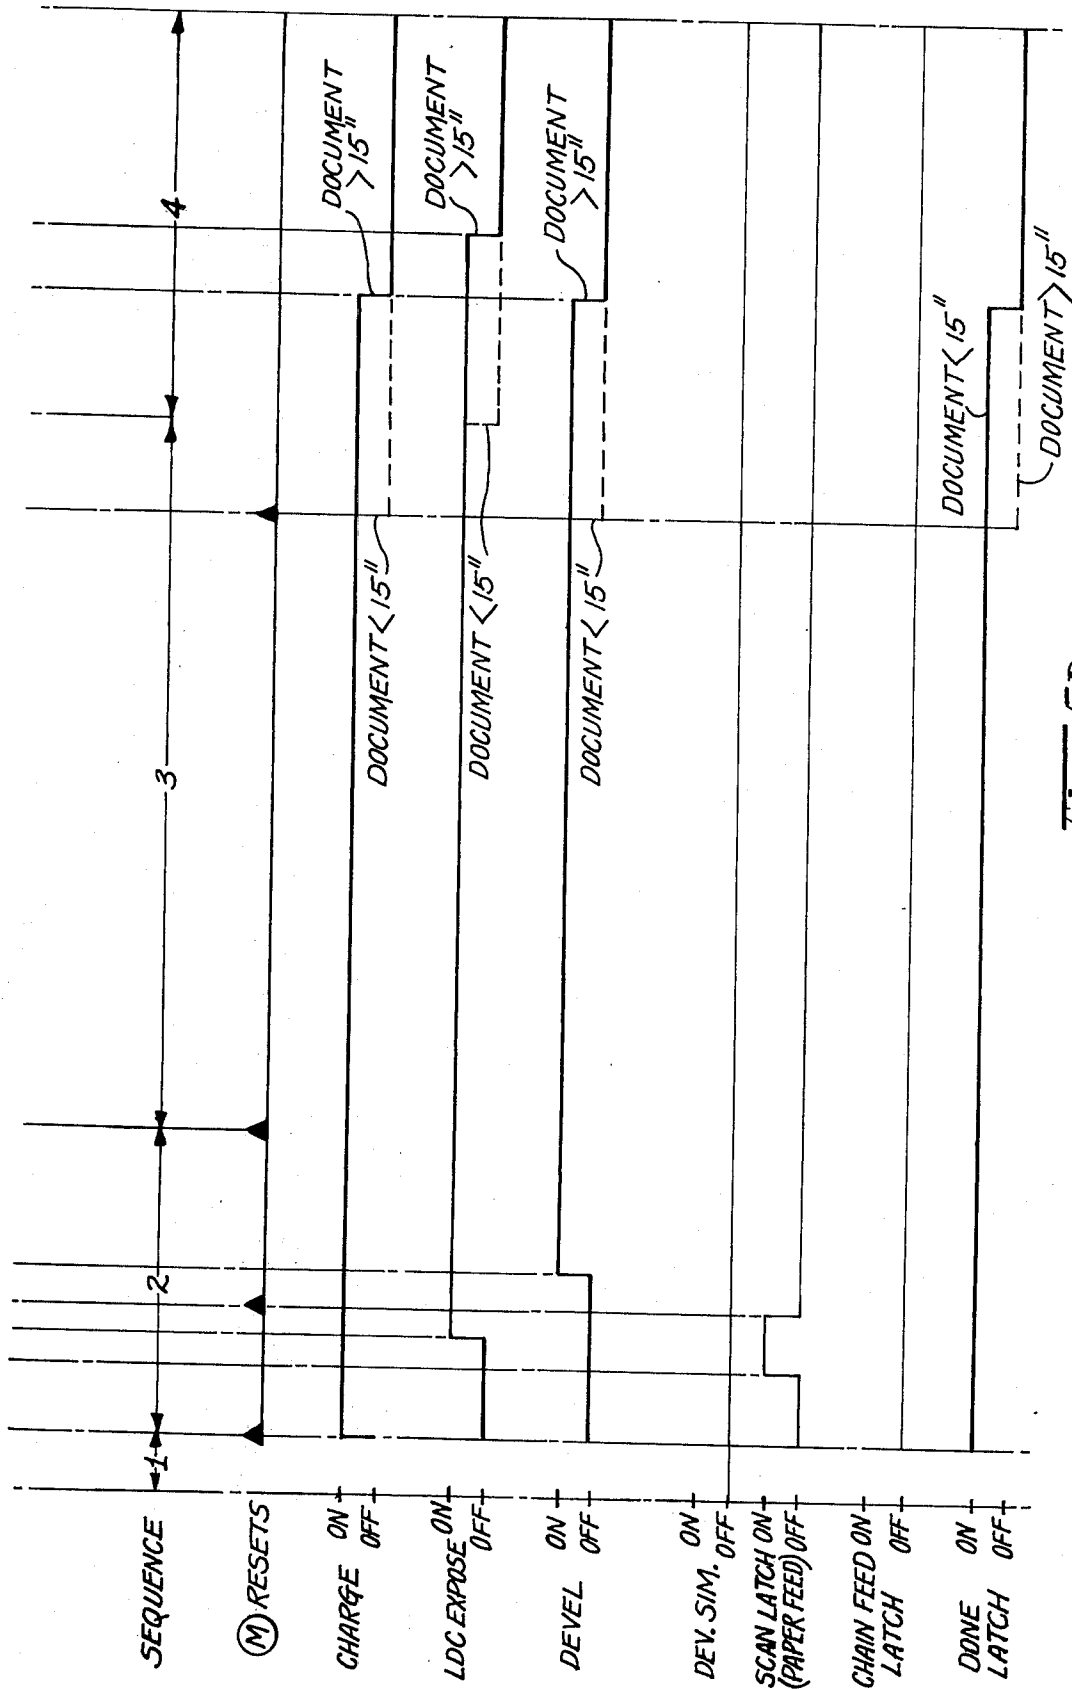 SEQUENCE
1
2
3
4
(M) RESETS
CHARGE ON
OFF
DOCUMENT < 15"
DOCUMENT
> 15"
LDC EXPOSE ON
OFF
DOCUMENT < 15"
DOCUMENT
> 15"
DEVEL ON
OFF
DOCUMENT < 15"
DOCUMENT
> 15"
DEV. SIM. ON
OFF
SCAN LATCH ON
(PAPER FEED) OFF
CHAIN FEED ON
LATCH OFF
DONE ON
LATCH OFF
DOCUMENT < 15"
DOCUMENT > 15"